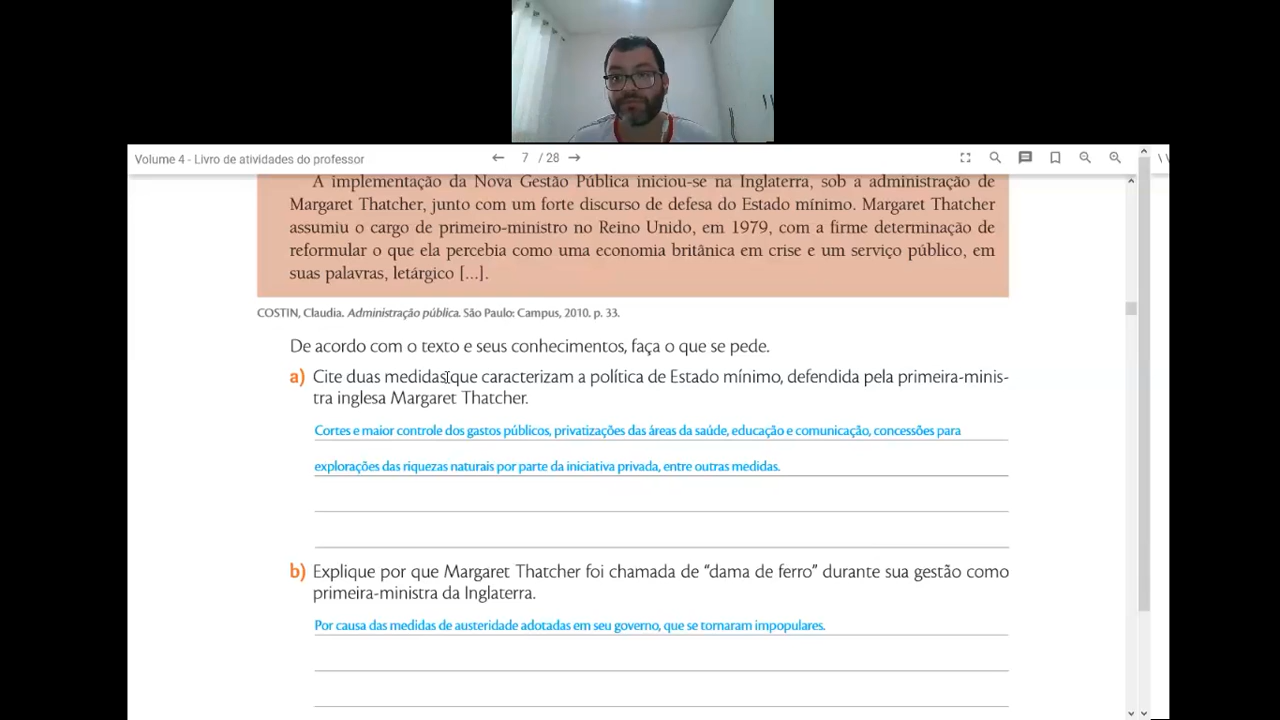 Volume 4 - Livro de atividades do professor
7 / 28
A implementação da Nova Gestão Pública iniciou-se na Inglaterra, sob a administração de
Margaret Thatcher, junto com um forte discurso de defesa do Estado mínimo. Margaret Thatcher
assumiu o cargo de primeiro-ministro no Reino Unido, em 1979, com a firme determinação de
reformular o que ela percebia como uma economia britânica em crise e um serviço público, em
suas palavras, letárgico [...].
COSTIN, Claudia. Administração pública. São Paulo: Campus, 2010. p. 33.
De acordo com o texto e seus conhecimentos, faça o que se pede.
a) Cite duas medidas que caracterizam a política de Estado mínimo, defendida pela primeira-minis-
tra inglesa Margaret Thatcher.
Cortes e maior controle dos gastos públicos, privatizações das áreas da saúde, educação e comunicação, concessões para
explorações das riquezas naturais por parte da iniciativa privada, entre outras medidas.
b) Explique por que Margaret Thatcher foi chamada de “dama de ferro” durante sua gestão como
primeira-ministra da Inglaterra.
Por causa das medidas de austeridade adotadas em seu governo, que se tornaram impopulares.